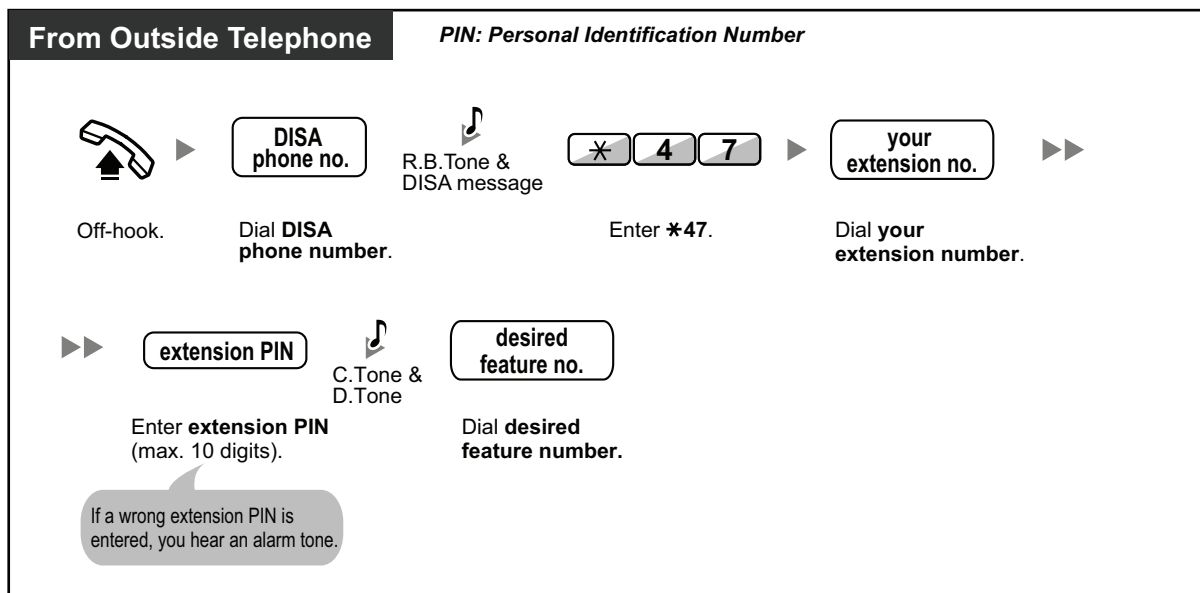 From Outside Telephone
PIN: Personal Identification Number
DISA
phone no.
R.B.Tone &
DISA message
* 4 7
your
extension no.
Off-hook.
Dial DISA
phone number.
Enter *47.
Dial your
extension number.
extension PIN
C.Tone &
D.Tone
desired
feature no.
Enter extension PIN
(max. 10 digits).
Dial desired
feature number.
If a wrong extension PIN is
entered, you hear an alarm tone.